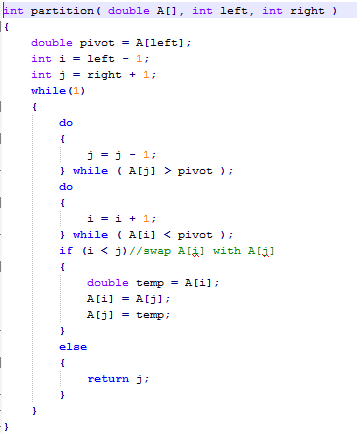 int partition( double A[], int left, int right )
{
double pivot = A[left];
int i = left - 1;
int j = right + 1;
while(1)
{
do
{
j = j - 1;
} while ( A[j] > pivot );
do
{
i = i + 1;
} while ( A[i] < pivot );
if (i < j)//swap A[i] with A[j]
{
double temp = A[i];
A[i] = A[j];
A[j] = temp;
}
else
{
return j;
}
}
}